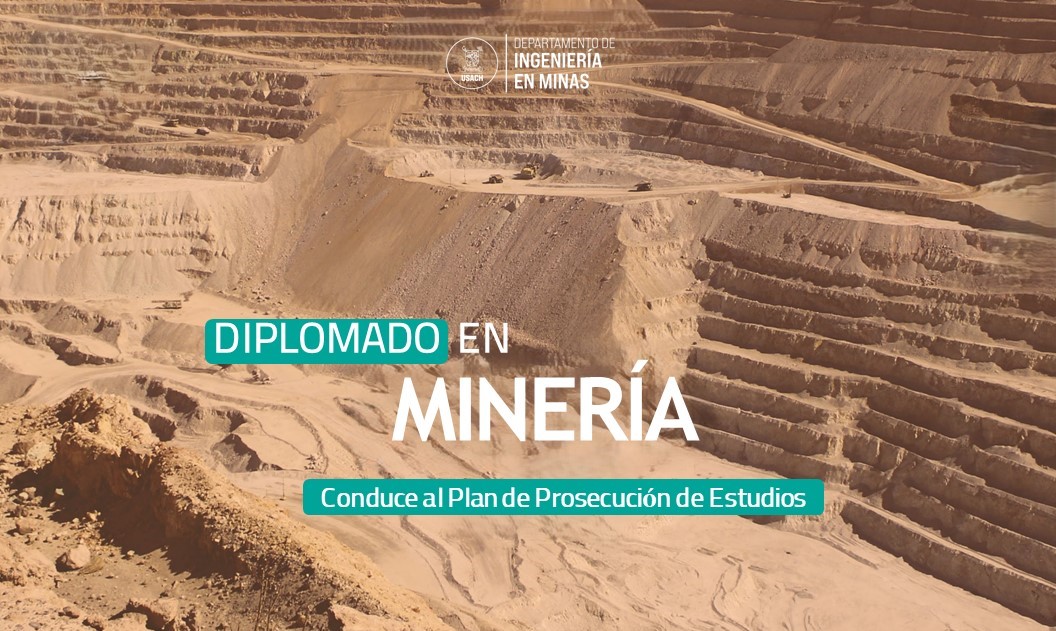 USACH
DEPARTAMENTO DE
INGENIERÍA
EN MINAS
DIPLOMADO EN
MINERÍA
Conduce al Plan de Prosecución de Estudios